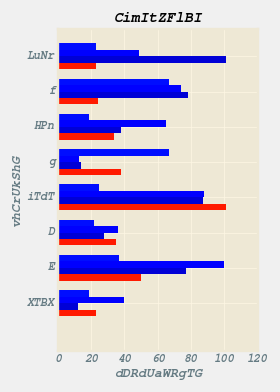 CimItZFlBI
LuNr
f
HPn
g
iTdT
D
E
XTBX
vhCrUkShG
0 20 40 60 80 100 120
dDRdUaWRgTG